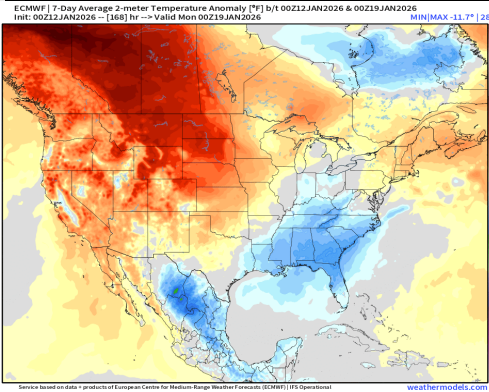 ECMWF | 7-Day Average 2-meter Temperature Anomaly [°F] b/t 00Z12JAN2026 & 00Z19JAN2026
Init: 00Z12JAN2026 -- [168] hr --> Valid Mon 00Z19JAN2026 MIN|MAX -11.7° | 28
Service based on data + products of European Centre for Medium-Range Weather Forecasts (ECMWF) | IFS Operational weathermodels.com